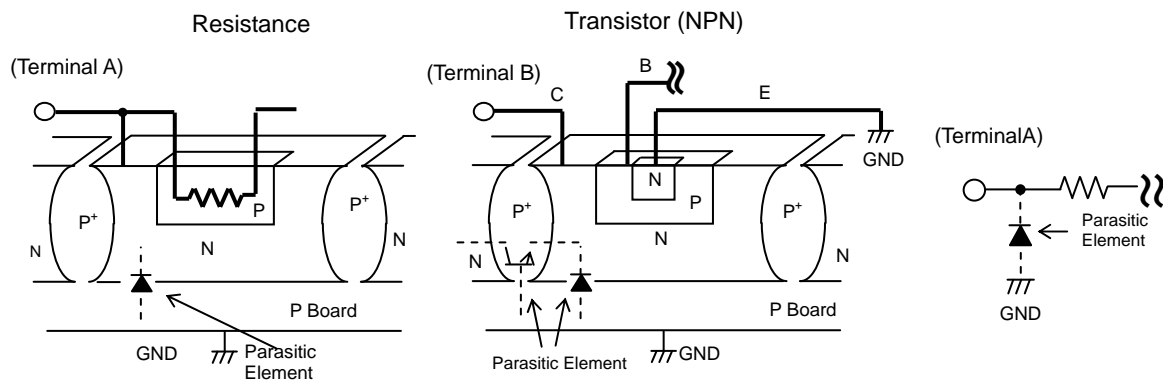 Resistance
(Terminal A)
P+
P
P+
N
N
N
P Board
GND
Parasitic
Element
Transistor (NPN)
(Terminal B)
C
B
E
GND
P+
N
P
P+
N
N
N
P Board
Parasitic Element
GND
(TerminalA)
Parasitic
Element
GND